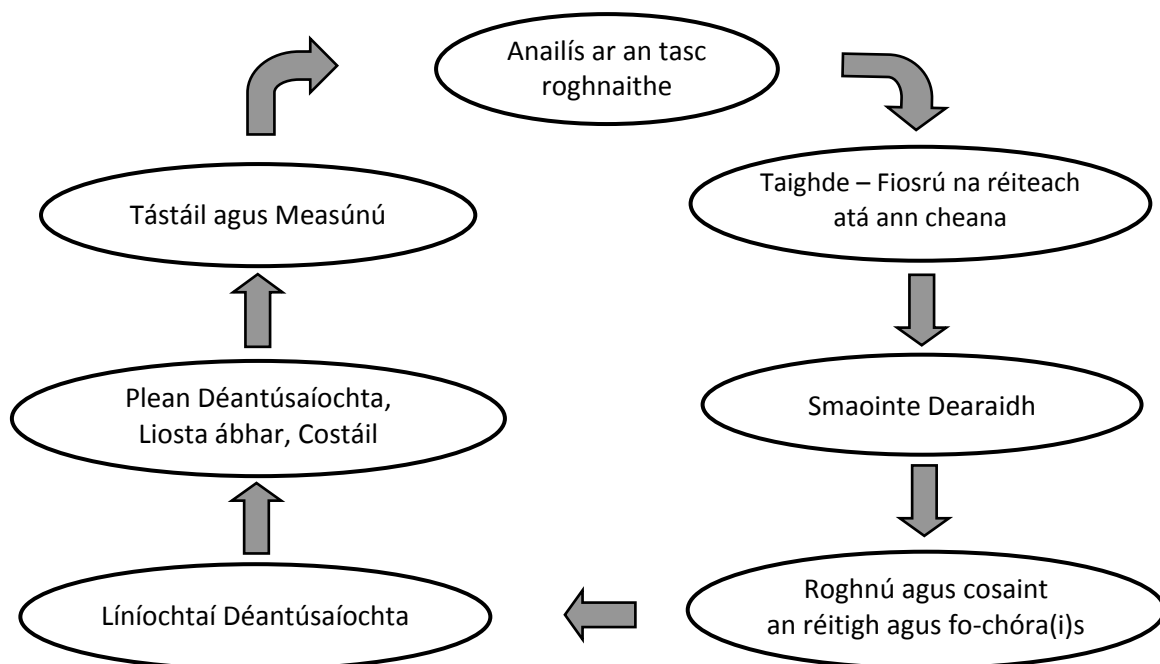 Anailís ar an tasc
roghnaithe
Taighde – Fiosrú na réiteach
atá ann cheana
Smaointe Dearaidh
Roghnú agus cosaint
an réitigh agus fo-chóra(i)s
Líníochtaí Déantúsaíochta
Plean Déantúsaíochta,
Liosta ábhar, Costáil
Tástáil agus Measúnú